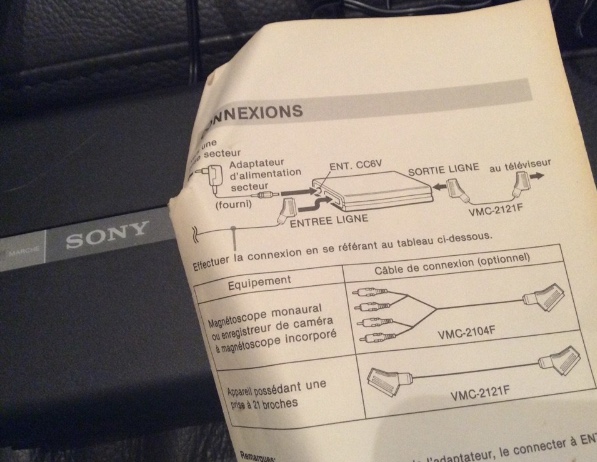 NNEXIONS
une
secteur
Adaptateur
d'alimentation
secteur
(fourni)
ENT. CC6V
SORTIE LIGNE
au téléviseur
ENTREE LIGNE
VMC-2121F
MARCHE
SONY
Effectuer la connexion en se référant au tableau ci-dessous.
Equipement
Câble de connexion (optionnel)
Magnétoscope monaural
ou enregistreur de caméra
à magnétoscope incorporé
VMC-2104F
Appareil possédant une
prise à 21 broches
VMC-2121F
Remarques:
l'adaptateur, le connecter à ENT